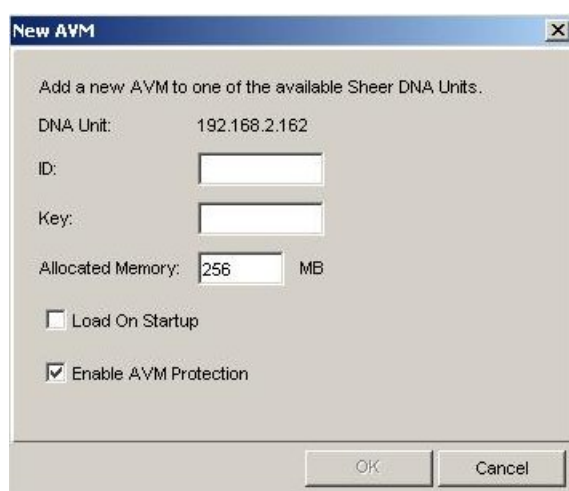 New AVM
Add a new AVM to one of the available Sheer DNA Units.
DNA Unit: 192.168.2.162
ID:
Key:
Allocated Memory: 256 MB
Load On Startup
Enable AVM Protection
OK Cancel